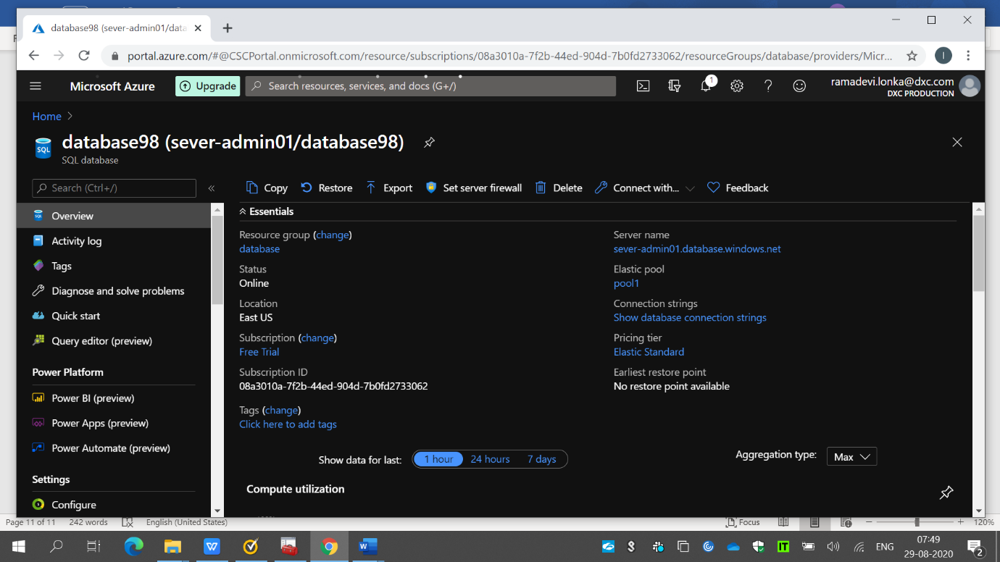 database98 (sever-admin01/data
portal.azure.com/#@CSCPortal.onmicrosoft.com/resource/subscriptions/08a3010a-7f2b-44ed-904d-7b0fd2733062/resourceGroups/database/providers/Micr...
I
Microsoft Azure
Upgrade
Search resources, services, and docs (G+/)
1
ramadevi.lonka@dxc.com
DXC PRODUCTION
Home
SQL
database98 (sever-admin01/database98)
SQL database
Search (Ctrl+/)
«
Copy
Restore
Export
Set server firewall
Delete
Connect with...
Feedback
Overview
Activity log
Tags
Diagnose and solve problems
Quick start
Query editor (preview)
Power Platform
Power BI (preview)
Power Apps (preview)
Power Automate (preview)
Settings
Configure
Essentials
Resource group (change)
database
Status
Online
Location
East US
Subscription (change)
Free Trial
Subscription ID
08a3010a-7f2b-44ed-904d-7b0fd2733062
Tags (change)
Click here to add tags
Server name
sever-admin01.database.windows.net
Elastic pool
pool1
Connection strings
Show database connection strings
Pricing tier
Elastic Standard
Earliest restore point
No restore point available
Show data for last:
1 hour
24 hours
7 days
Aggregation type:
Max
Compute utilization
Page 11 of 11
242 words
English (United States)
Focus
120%
ENG
07:49
29-08-2020
2